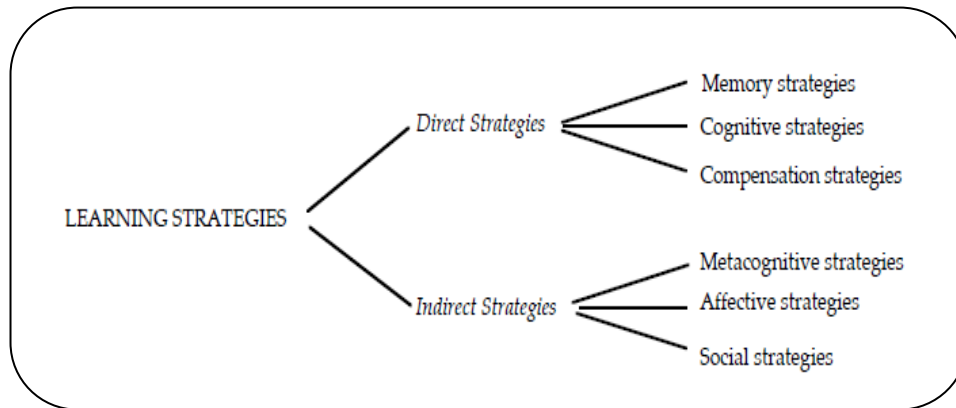 LEARNING STRATEGIES
Direct Strategies
Memory strategies
Cognitive strategies
Compensation strategies
Indirect Strategies
Metacognitive strategies
Affective strategies
Social strategies